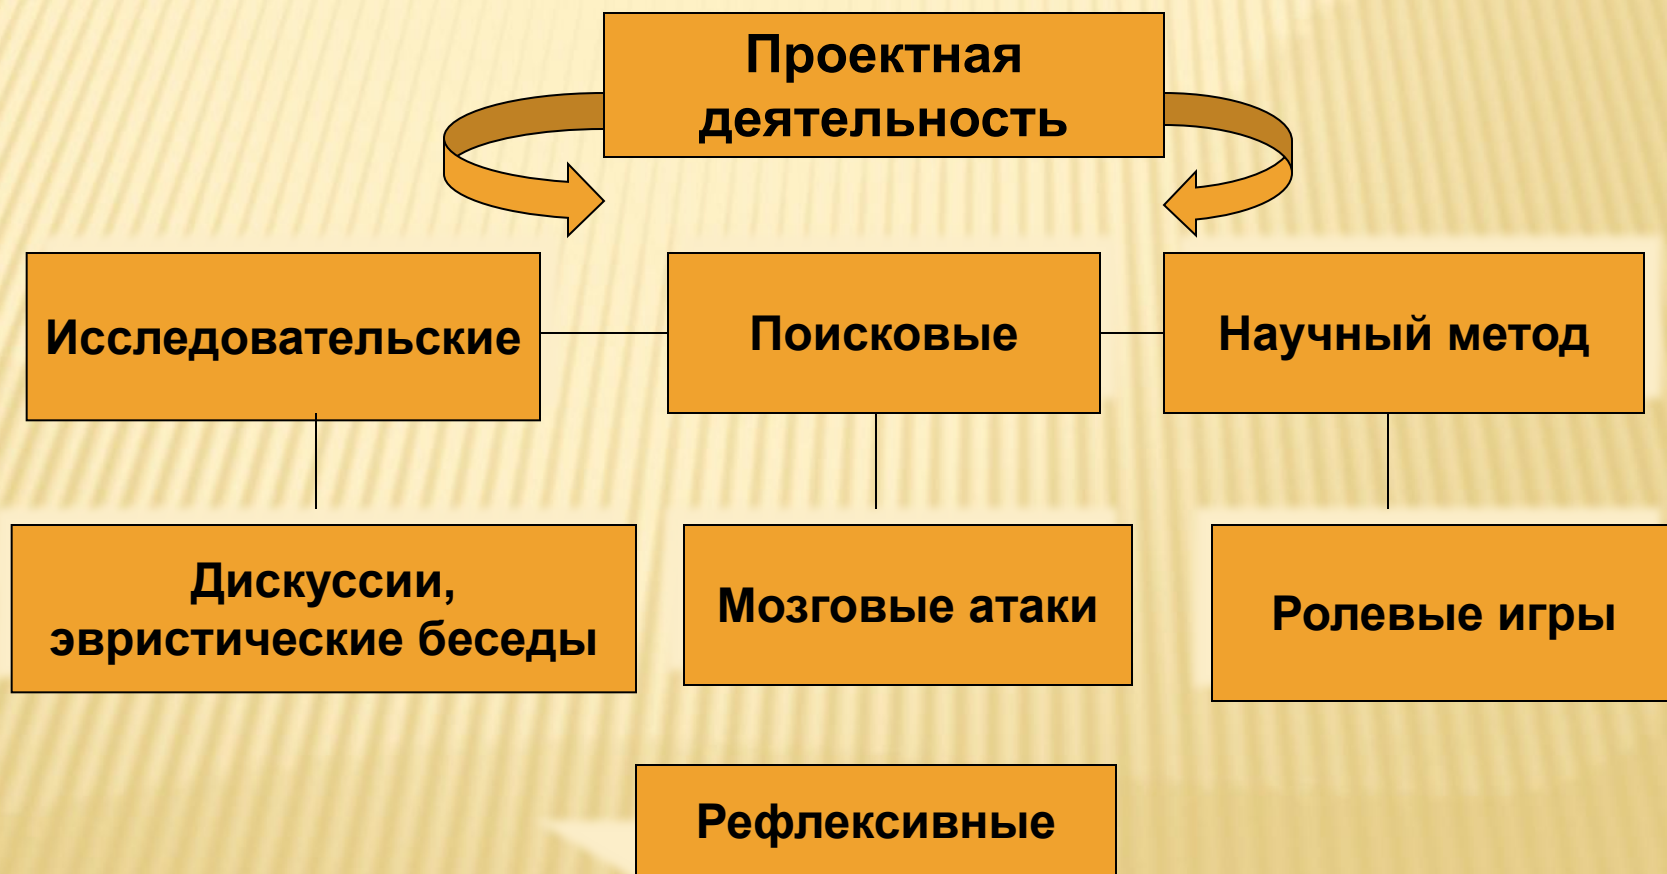 Проектная
деятельность
Исследовательские
Поисковые
Научный метод
Дискуссии,
эвристические беседы
Мозговые атаки
Ролевые игры
Рефлексивные